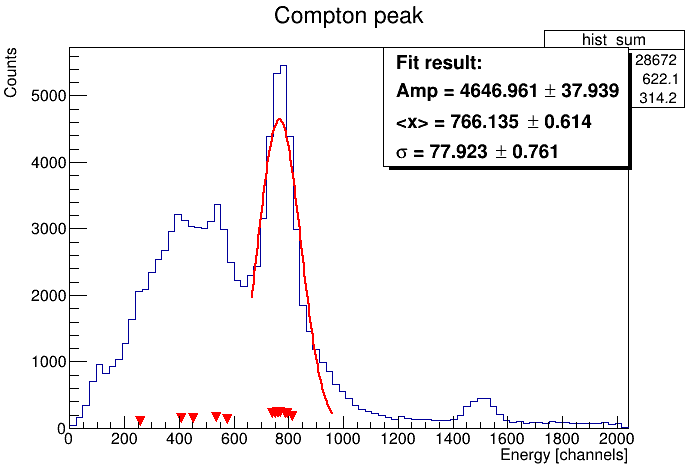 Compton peak
hist_sum
28672
622.1
314.2
Fit result:
Amp = 4646.961 ± 37.939
<x> = 766.135 ± 0.614
σ = 77.923 ± 0.761
Counts
5000
4000
3000
2000
1000
0
0 200 400 600 800 1000 1200 1400 1600 1800 2000
Energy [channels]